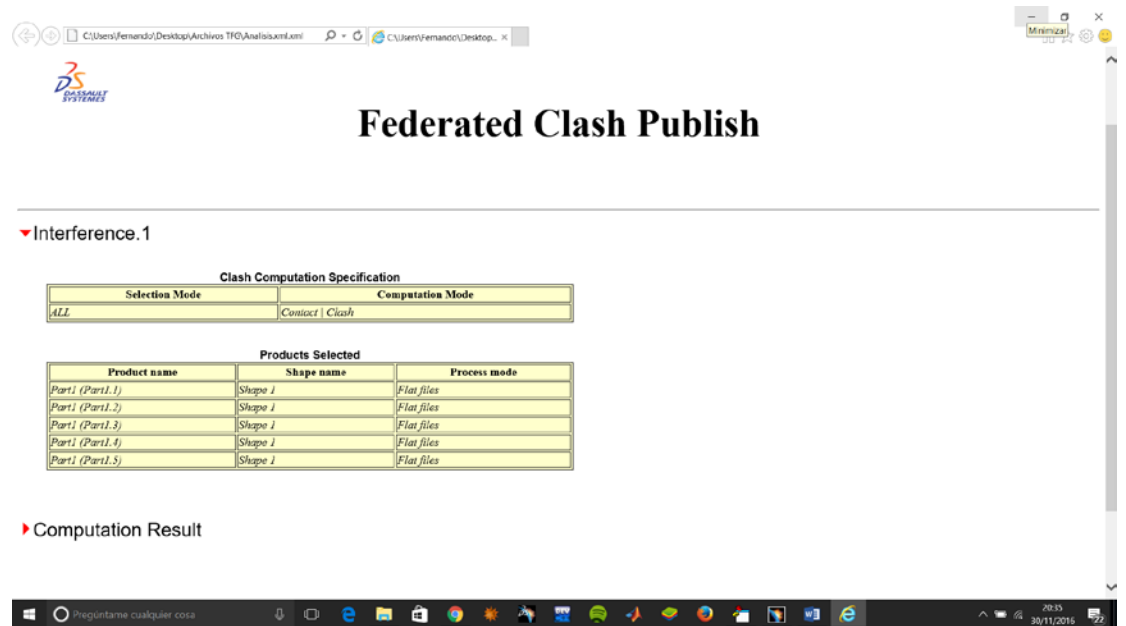 C:\Users\Fernando\Desktop\Archivos TFG\Analisis.xml.xml
C:\Users\Fernando\Desktop...
Minimizar
DASSAULT
SYSTEMES
Federated Clash Publish
Interference.1
Clash Computation Specification
Selection Mode Computation Mode
ALL Contact | Clash
Products Selected
Product name Shape name Process mode
Part1 (Part1.1) Shape 1 Flat files
Part1 (Part1.2) Shape 1 Flat files
Part1 (Part1.3) Shape 1 Flat files
Part1 (Part1.4) Shape 1 Flat files
Part1 (Part1.5) Shape 1 Flat files
Computation Result
Pregúntame cualquier cosa
20:35
30/11/2016
22